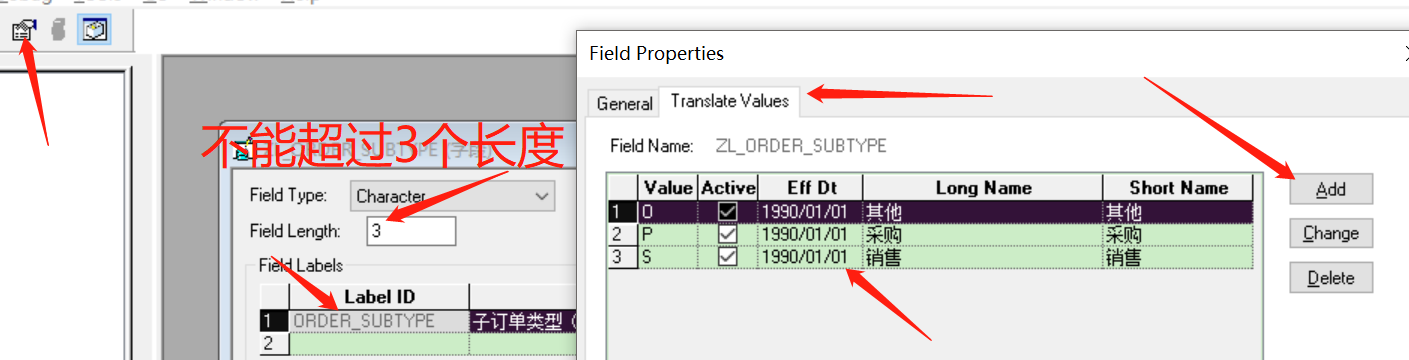 Field Properties
General
Translate Values
不能超过3个长度
ZL_ORDER_SUBTYPE (字段)
Field Name: ZL_ORDER_SUBTYPE
Field Type: Character
Field Length: 3
Field Labels
Label ID
1 ORDER_SUBTYPE 子订单类型 (
2
Value Active Eff Dt Long Name Short Name
1 O 1990/01/01 其他 其他
2 P 1990/01/01 采购 采购
3 S 1990/01/01 销售 销售
Add
Change
Delete